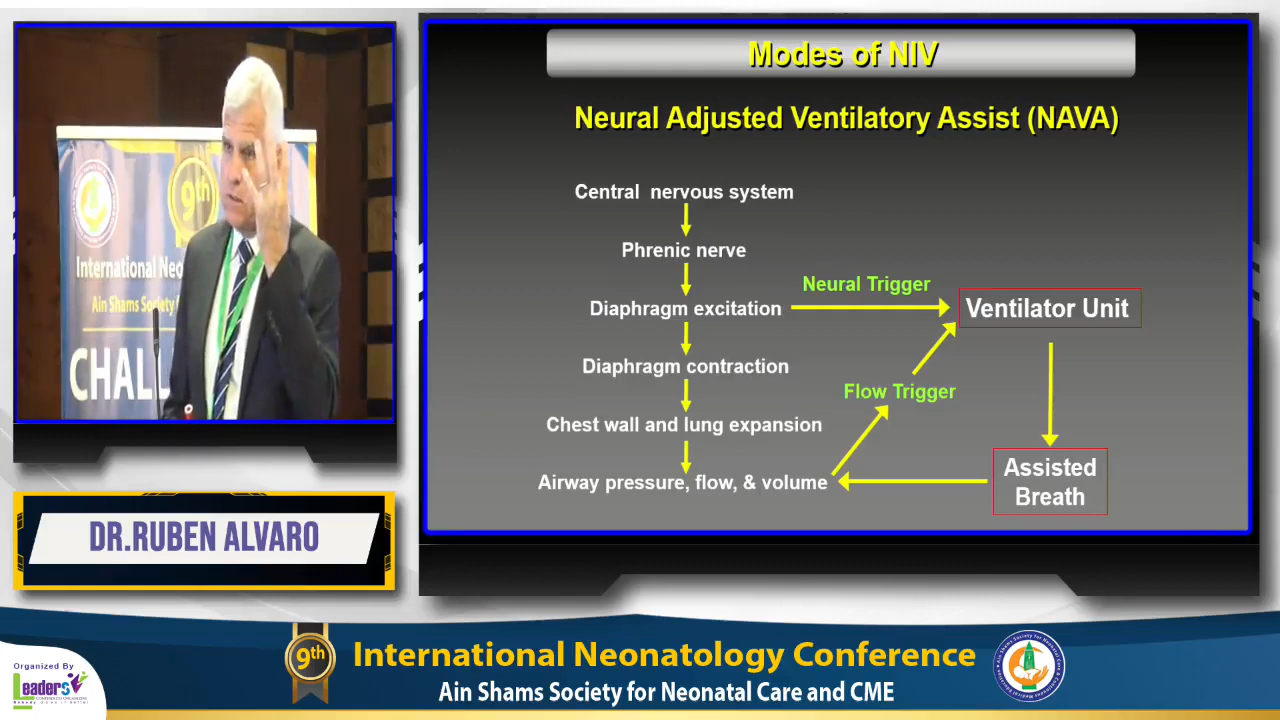 Modes of NIV
Neural Adjusted Ventilatory Assist (NAVA)
Central nervous system
Phrenic nerve
Neural Trigger
Diaphragm excitation
Ventilator Unit
Diaphragm contraction
Flow Trigger
Chest wall and lung expansion
Airway pressure, flow, & volume
Assisted
Breath
9th
International Neo
Ain Shams Society
CHALL
DR.RUBEN ALVARO
Organized By
Leaders
9th
International Neonatology Conference
Ain Shams Society for Neonatal Care and CME